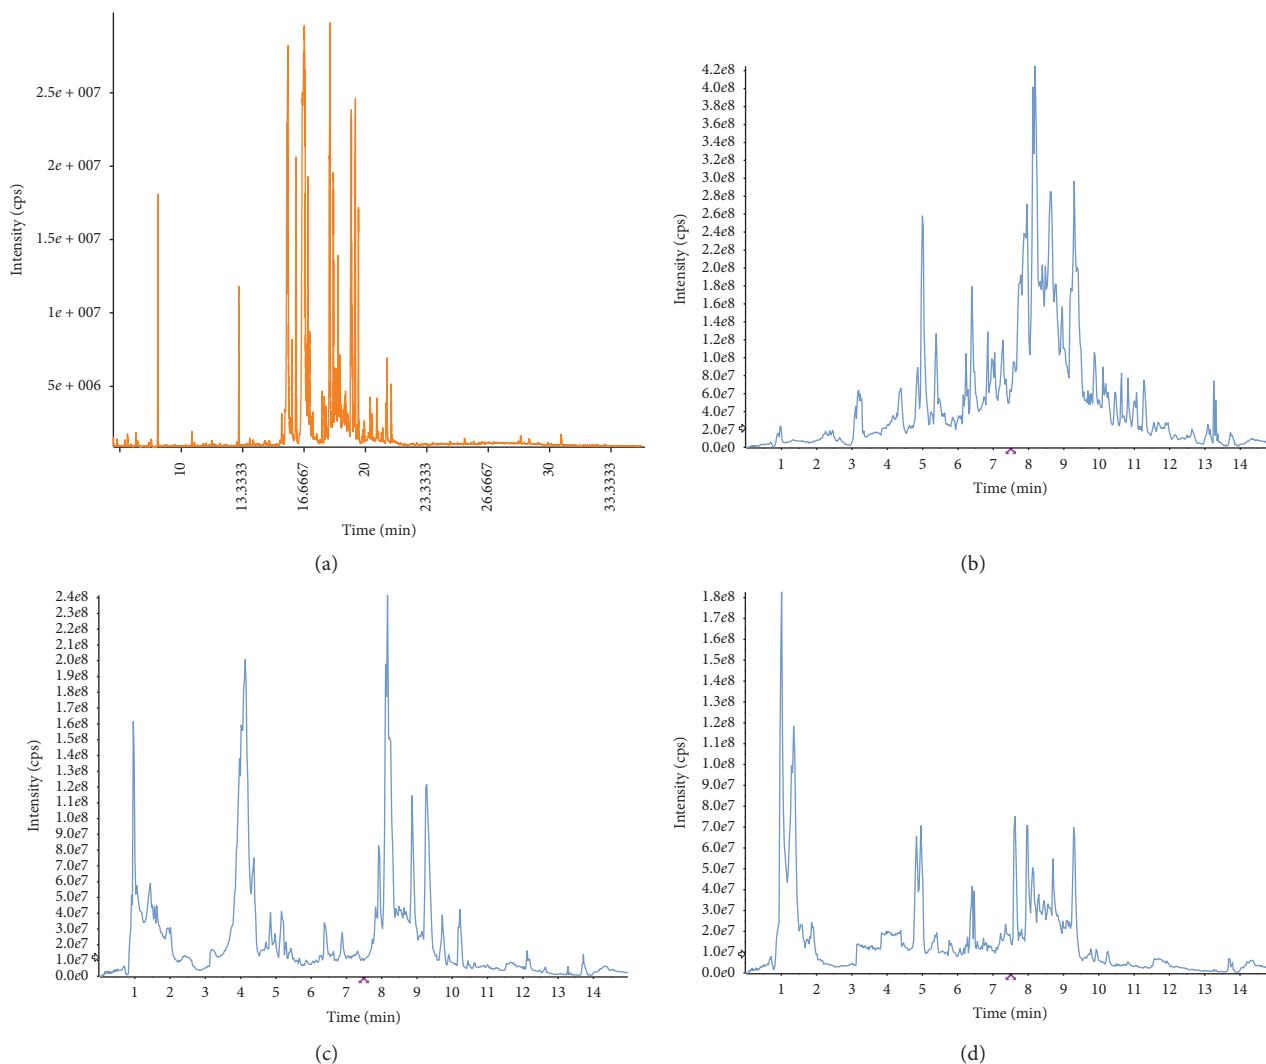 2.5e + 007
2e + 007
1.5e + 007
1e + 007
5e + 006
Intensity (cps)
10
13.3333
16.6667
20
23.3333
26.6667
30
33.3333
Time (min)
(a)
4.2e8
4.0e8
3.8e8
3.6e8
3.4e8
3.2e8
3.0e8
2.8e8
2.6e8
2.4e8
2.2e8
2.0e8
1.8e8
1.6e8
1.4e8
1.2e8
1.0e8
8.0e7
6.0e7
4.0e7
2.0e7
0.0e0
Intensity (cps)
1 2 3 4 5 6 7 8 9 10 11 12 13 14
Time (min)
(b)
2.4e8
2.3e8
2.2e8
2.1e8
2.0e8
1.9e8
1.8e8
1.7e8
1.6e8
1.5e8
1.4e8
1.3e8
1.2e8
1.1e8
1.0e8
9.0e7
8.0e7
7.0e7
6.0e7
5.0e7
4.0e7
3.0e7
2.0e7
1.0e7
0.0e0
Intensity (cps)
1 2 3 4 5 6 7 8 9 10 11 12 13 14
Time (min)
(c)
1.8e8
1.7e8
1.6e8
1.5e8
1.4e8
1.3e8
1.2e8
1.1e8
1.0e8
9.0e7
8.0e7
7.0e7
6.0e7
5.0e7
4.0e7
3.0e7
2.0e7
1.0e7
0.0e0
Intensity (cps)
1 2 3 4 5 6 7 8 9 10 11 12 13 14
Time (min)
(d)